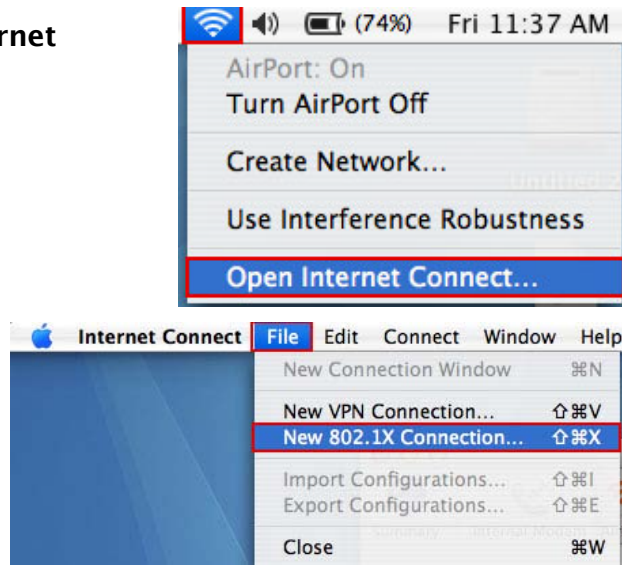 rnet
(74%) Fri 11:37 AM
AirPort: On
Turn AirPort Off
Create Network...
Use Interference Robustness
Open Internet Connect...
Internet Connect File Edit Connect Window Help
New Connection Window ⌘N
New VPN Connection... ⇧⌘V
New 802.1X Connection... ⇧⌘X
Import Configurations... ⇧⌘I
Export Configurations... ⇧⌘E
Close ⌘W